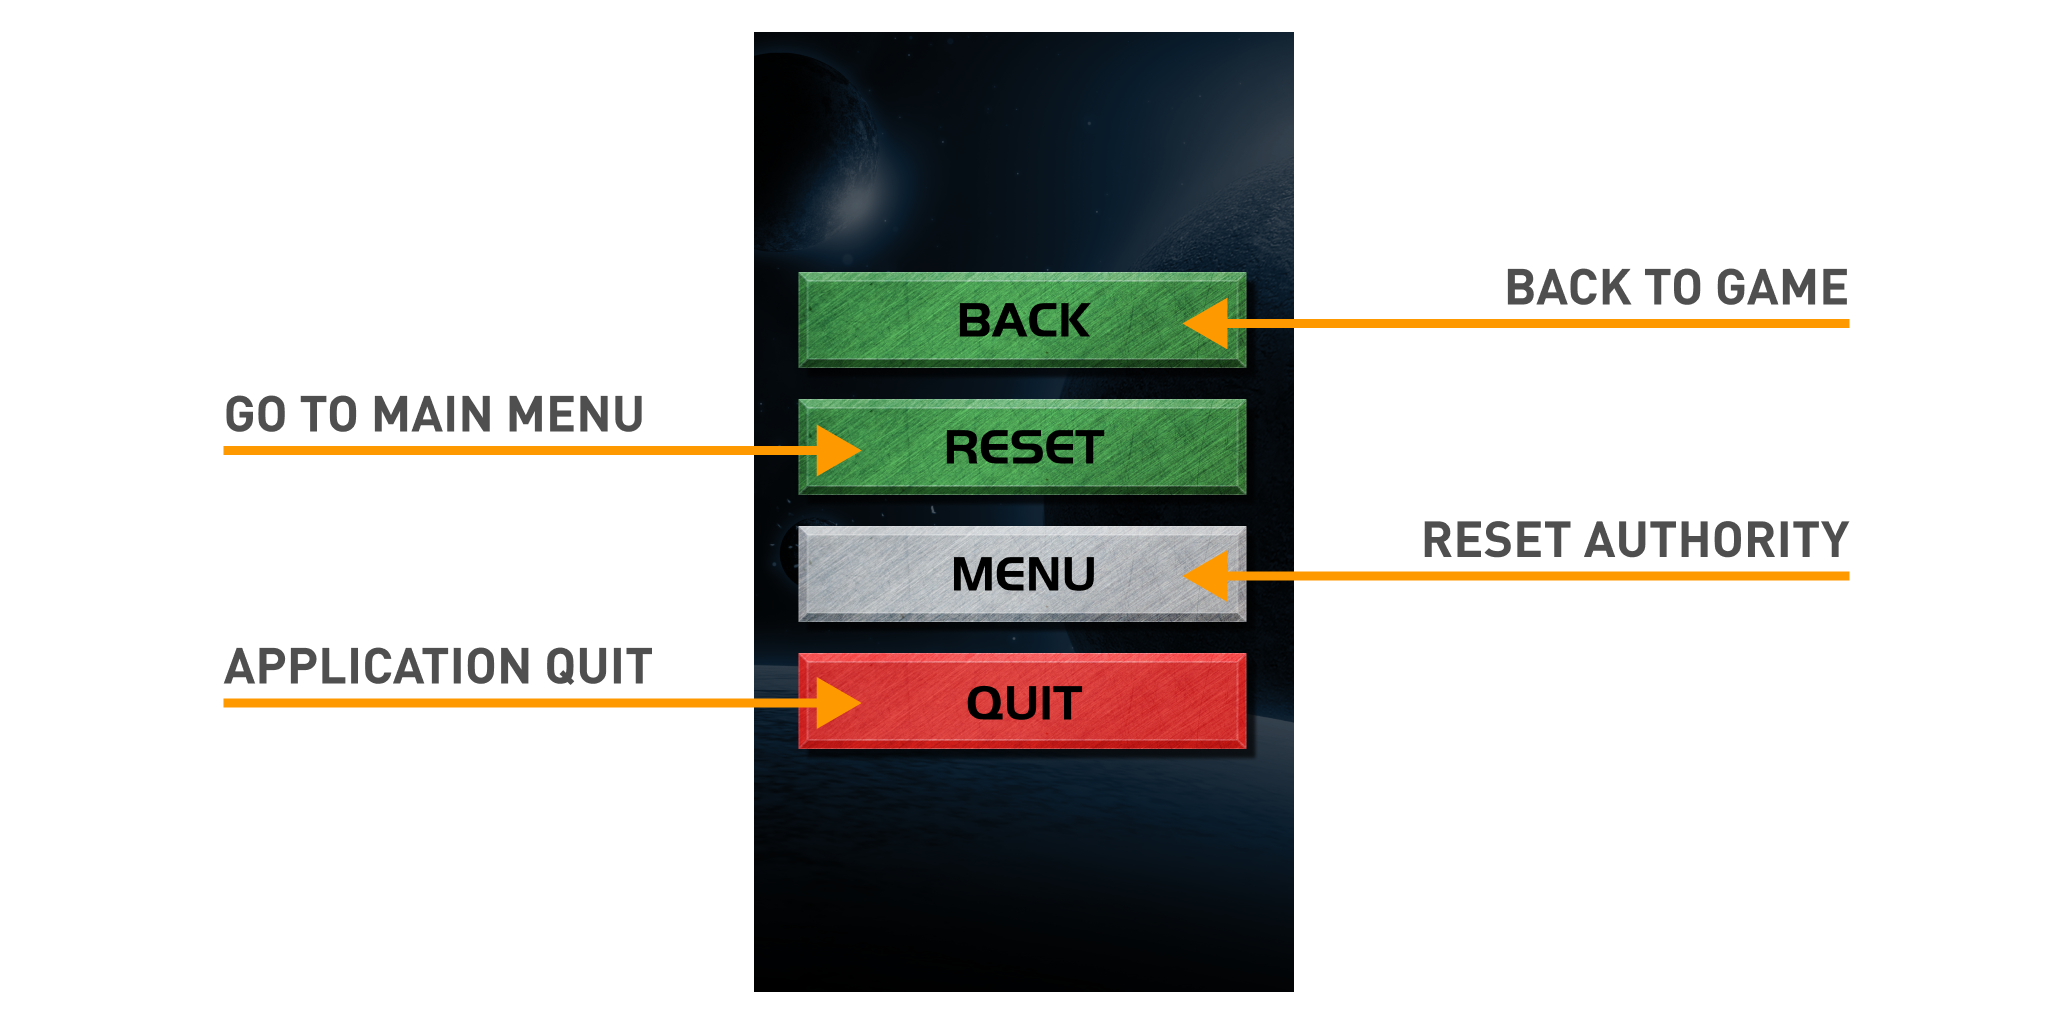 BACK TO GAME
BACK
GO TO MAIN MENU
RESET
RESET AUTHORITY
MENU
APPLICATION QUIT
QUIT